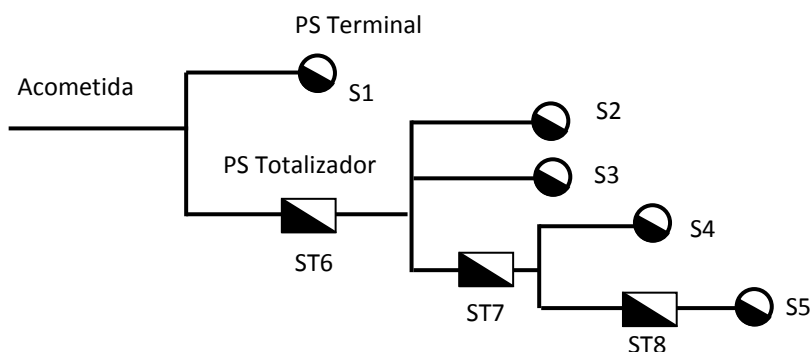 PS Terminal
Acometida
S1
S2
PS Totalizador
S3
ST6
S4
ST7
S5
ST8